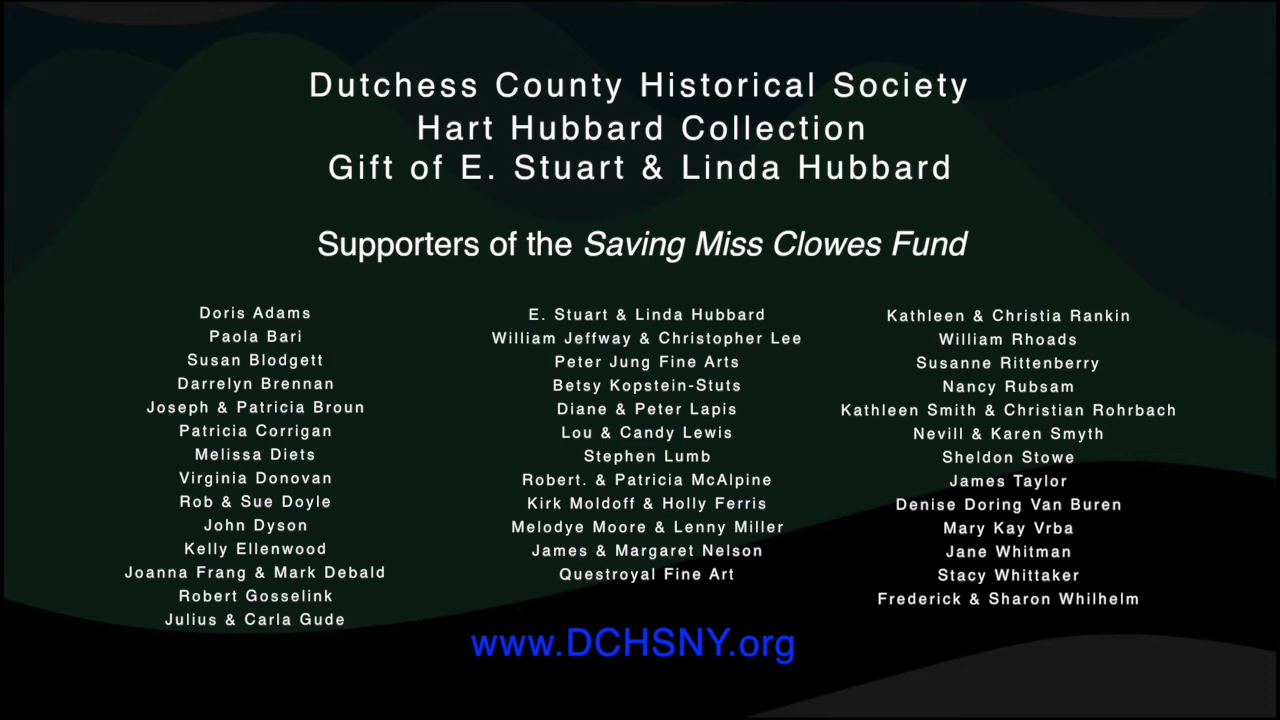 Dutchess County Historical Society
Hart Hubbard Collection
Gift of E. Stuart & Linda Hubbard
Supporters of the Saving Miss Clowes Fund
Doris Adams
Paola Bari
Susan Blodgett
Darrelyn Brennan
Joseph & Patricia Broun
Patricia Corrigan
Melissa Diets
Virginia Donovan
Rob & Sue Doyle
John Dyson
Kelly Ellenwood
Joanna Frang & Mark Debald
Robert Gosselink
Julius & Carla Gude
E. Stuart & Linda Hubbard
William Jeffway & Christopher Lee
Peter Jung Fine Arts
Betsy Kopstein-Stuts
Diane & Peter Lapis
Lou & Candy Lewis
Stephen Lumb
Robert. & Patricia McAlpine
Kirk Moldoff & Holly Ferris
Melodye Moore & Lenny Miller
James & Margaret Nelson
Questroyal Fine Art
Kathleen & Christia Rankin
William Rhoads
Susanne Rittenberry
Nancy Rubsam
Kathleen Smith & Christian Rohrbach
Nevill & Karen Smyth
Sheldon Stowe
James Taylor
Denise Doring Van Buren
Mary Kay Vrba
Jane Whitman
Stacy Whittaker
Frederick & Sharon Whilhelm
www.DCHSNY.org